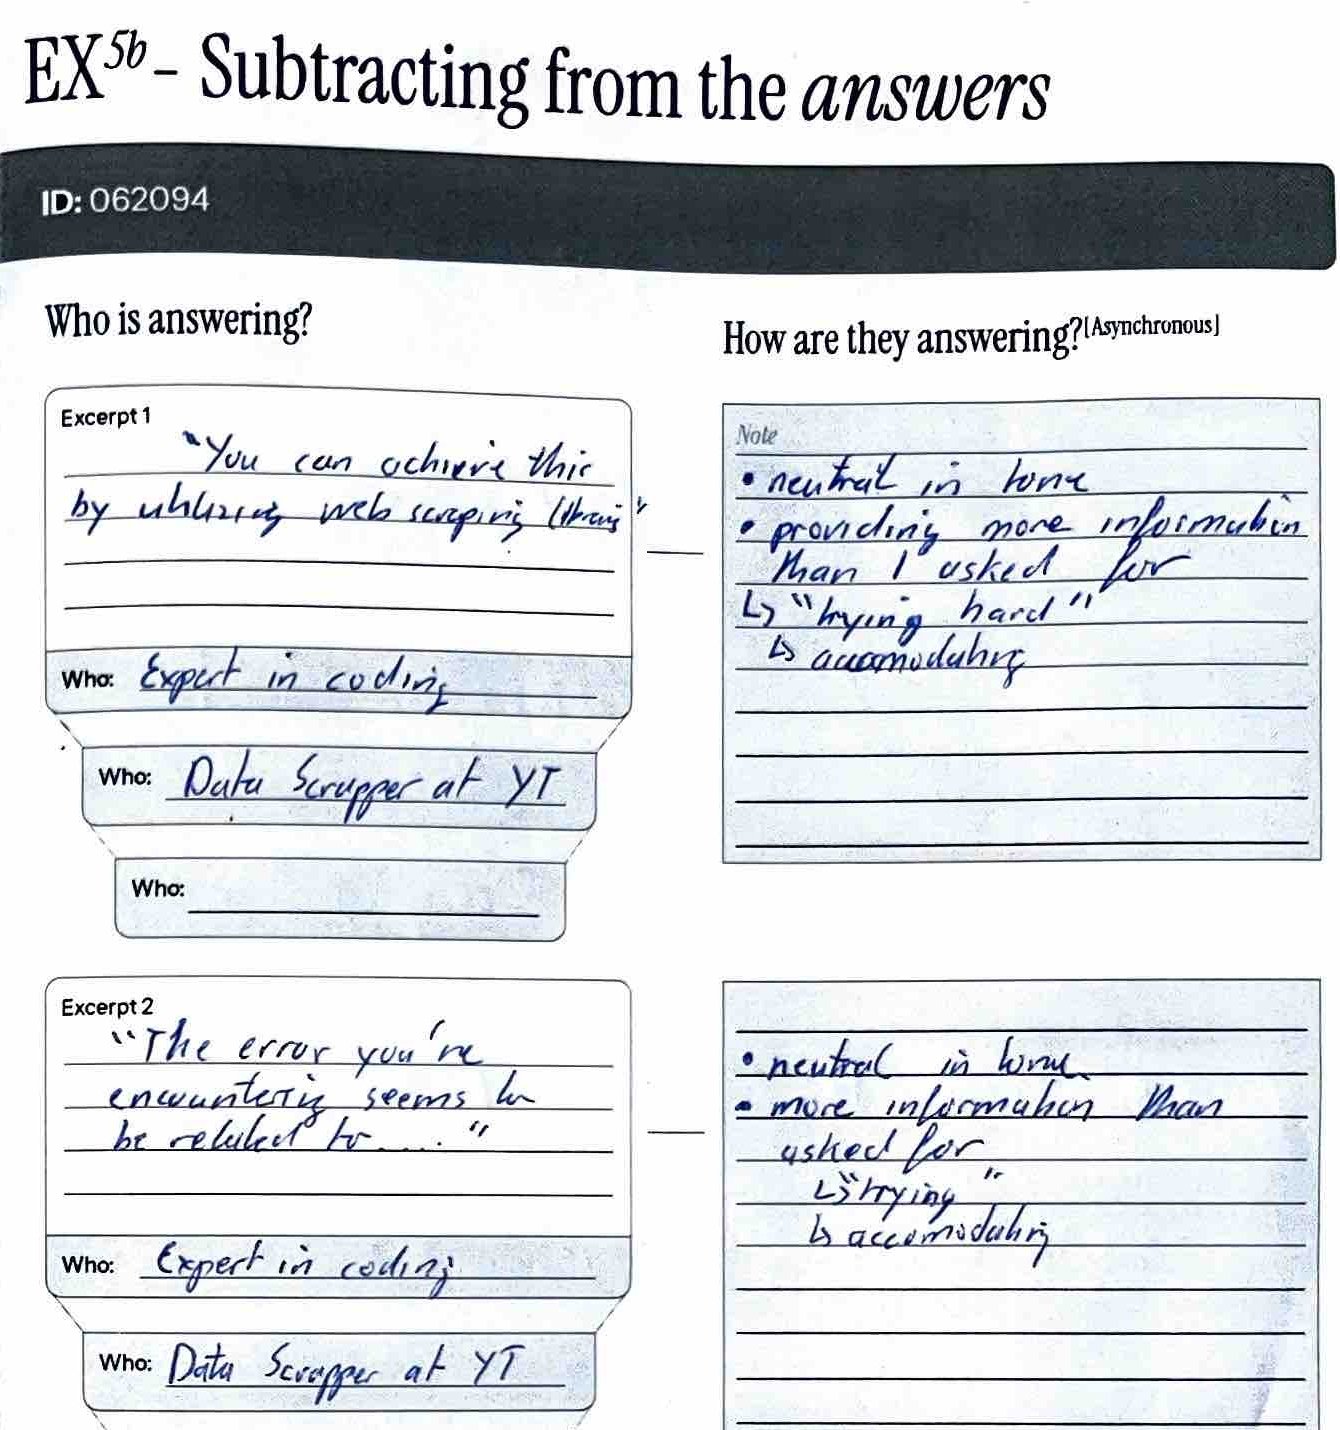 EX5b – Subtracting from the answers
ID: 062094
Who is answering?
Excerpt 1
"You can achieve this
by utilizing web scraping libraries"
Who: Expert in coding
Who: Data Scrapper at YT
Who:
How are they answering?[Asynchronous]
Note
• neutral in tone
• providing more information
than I asked for
↳ "trying hard"
↳ accomodating
Excerpt 2
"The error you're
encountering seems to
be related to ...."
Who: Expert in coding
Who: Data Scrapper at YT
• neutral in tone
• more information than
asked for
↳ "trying"
↳ accomodating